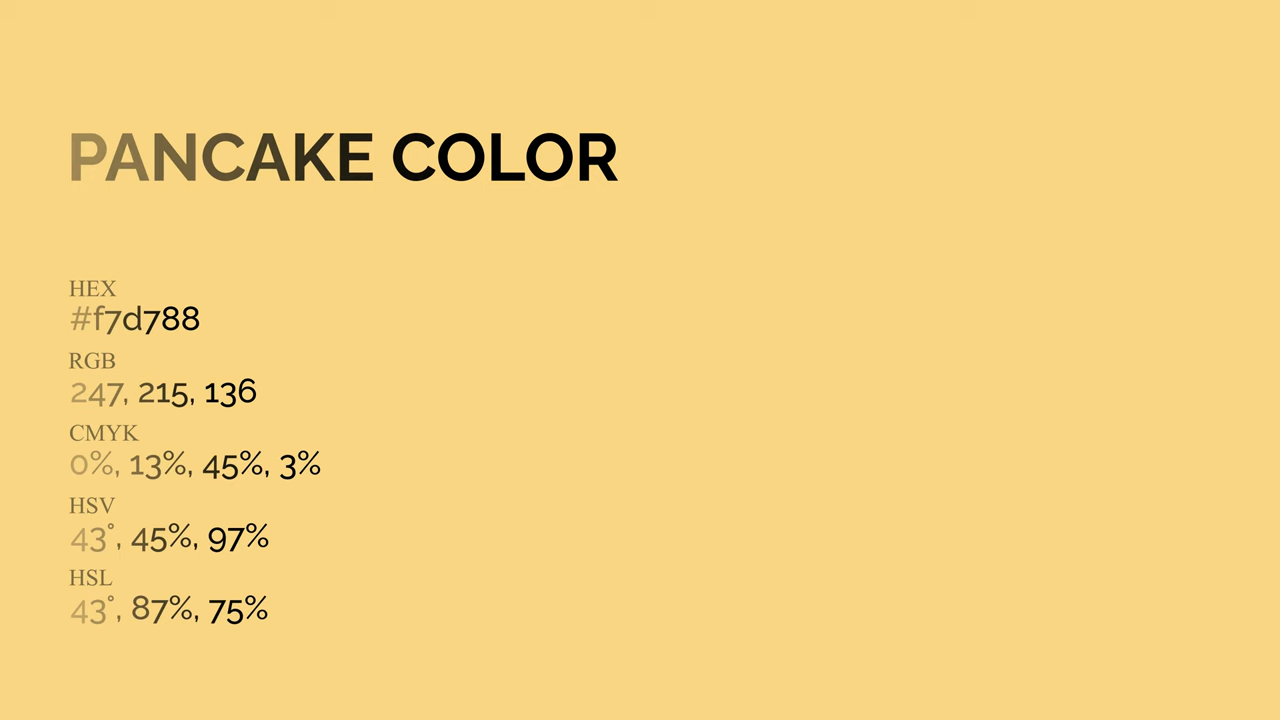 PANCAKE COLOR
HEX
#f7d788
RGB
247, 215, 136
CMYK
0%, 13%, 45%, 3%
HSV
43°, 45%, 97%
HSL
43°, 87%, 75%